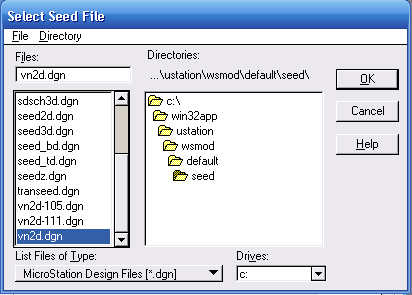 Select Seed File
File Directory
Files:
vn2d.dgn
sdsch3d.dgn
seed2d.dgn
seed3d.dgn
seed_bd.dgn
seed_td.dgn
seedz.dgn
transeed.dgn
vn2d-105.dgn
vn2d-111.dgn
vn2d.dgn
List Files of Type:
MicroStation Design Files [*.dgn]
Directories:
...\ustation\wsmod\default\seed\
c:\
win32app
ustation
wsmod
default
seed
Drives:
c:
OK
Cancel
Help